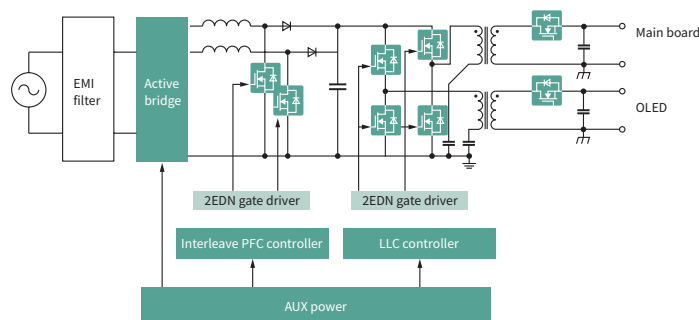 EMI
filter
Active
bridge
Main board
OLED
2EDN gate driver
2EDN gate driver
Interleave PFC controller
LLC controller
AUX power